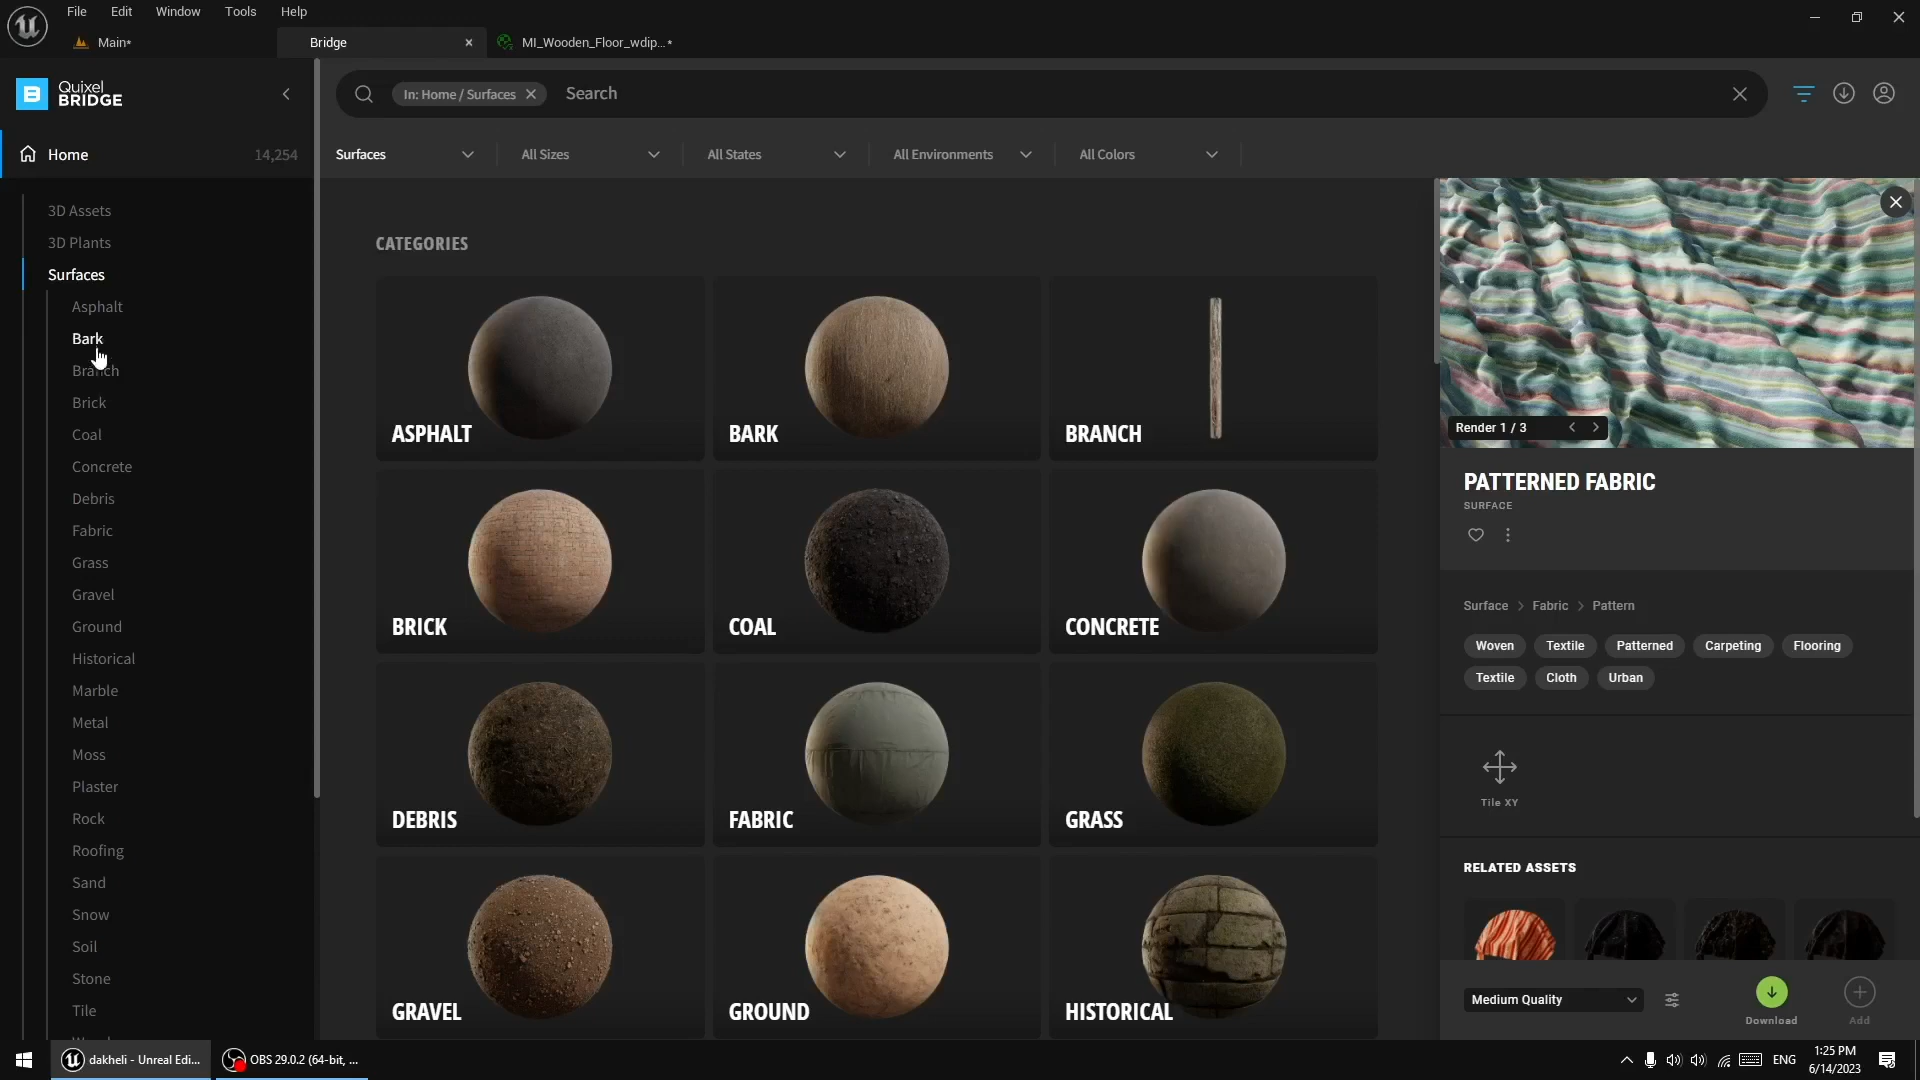 File Edit Window Tools Help
Main*
Bridge
MI_Wooden_Floor_wdip...*
Quixel
BRIDGE
In: Home / Surfaces
Search
Home
14,254
Surfaces
All Sizes
All States
All Environments
All Colors
3D Assets
3D Plants
Surfaces
Asphalt
Bark
Branch
Brick
Coal
Concrete
Debris
Fabric
Grass
Gravel
Ground
Historical
Marble
Metal
Moss
Plaster
Rock
Roofing
Sand
Snow
Soil
Stone
Tile
CATEGORIES
ASPHALT
BARK
BRANCH
BRICK
COAL
CONCRETE
DEBRIS
FABRIC
GRASS
GRAVEL
GROUND
HISTORICAL
Render 1 / 3
PATTERNED FABRIC
SURFACE
Surface > Fabric > Pattern
Woven Textile Patterned Carpeting Flooring
Textile Cloth Urban
Tile XY
RELATED ASSETS
Medium Quality
Download
Add
dakheli - Unreal Edi...
OBS 29.0.2 (64-bit, ...
ENG
1:25 PM
6/14/2023